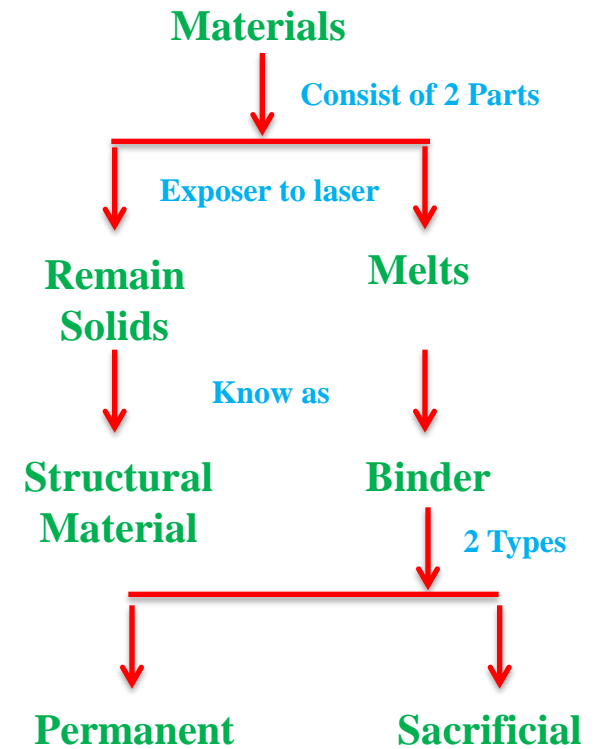 Materials
Consist of 2 Parts
Exposer to laser
Remain
Solids
Melts
Know as
Structural
Material
Binder
2 Types
Permanent
Sacrificial